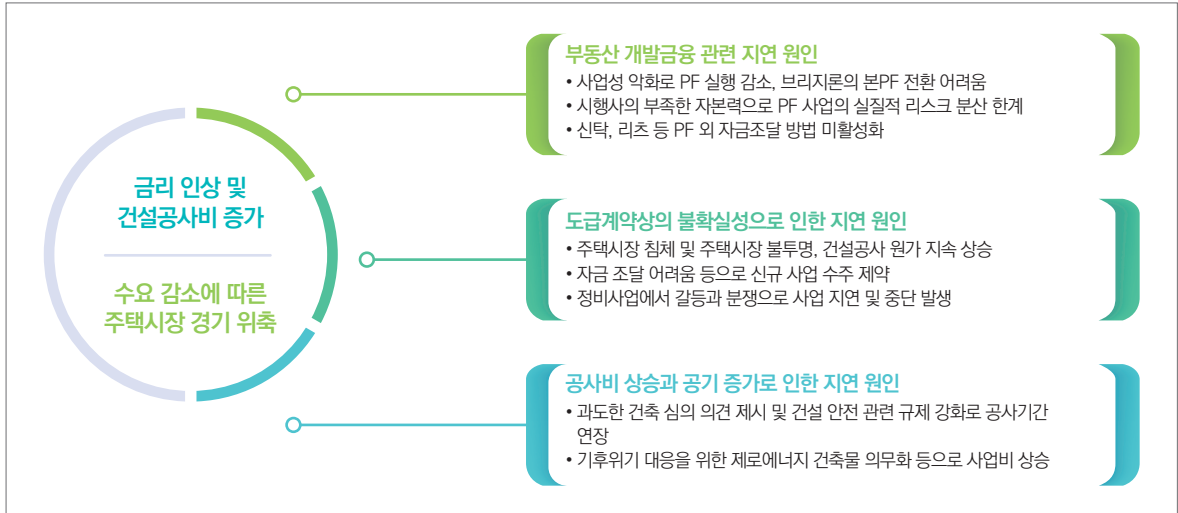 금리 인상 및
건설공사비 증가
수요 감소에 따른
주택시장 경기 위축
부동산 개발금융 관련 지연 원인
• 사업성 악화로 PF 실행 감소, 브리지론의 본PF 전환 어려움
• 시행사의 부족한 자본력으로 PF 사업의 실질적 리스크 분산 한계
• 신탁, 리츠 등 PF 외 자금조달 방법 미활성화
도급계약상의 불확실성으로 인한 지연 원인
• 주택시장 침체 및 주택시장 불투명, 건설공사 원가 지속 상승
• 자금 조달 어려움 등으로 신규 사업 수주 제약
• 정비사업에서 갈등과 분쟁으로 사업 지연 및 중단 발생
공사비 상승과 공기 증가로 인한 지연 원인
• 과도한 건축 심의 의견 제시 및 건설 안전 관련 규제 강화로 공사기간
연장
• 기후위기 대응을 위한 제로에너지 건축물 의무화 등으로 사업비 상승